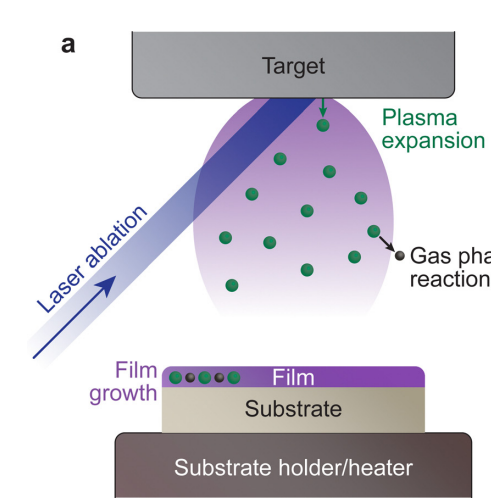 a
Target
Plasma
expansion
Laser ablation
Gas pha
reaction
Film
growth
Film
Substrate
Substrate holder/heater